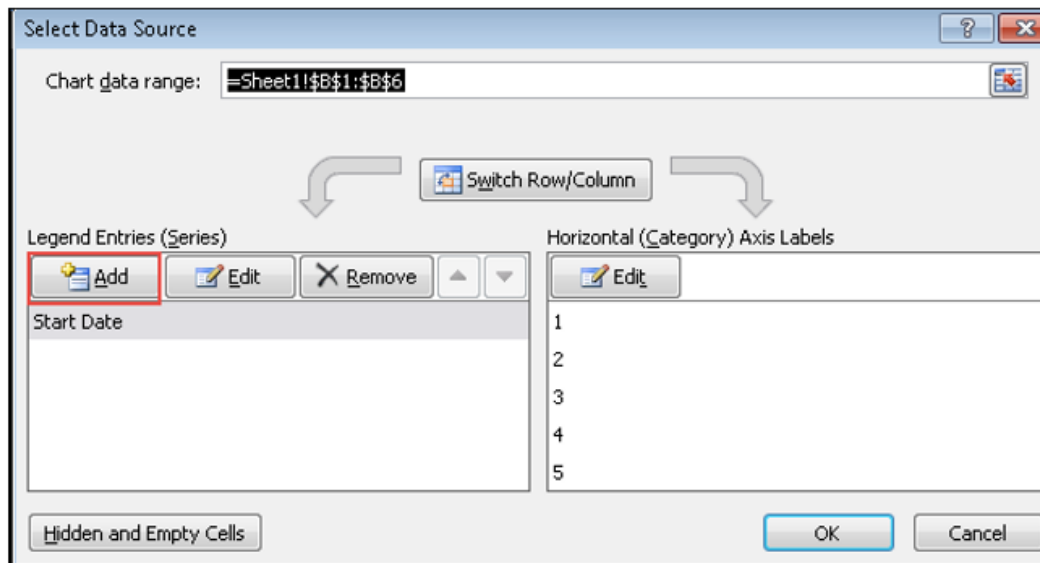 Select Data Source
Chart data range: =Sheet1!$B$1:$B$6
Switch Row/Column
Legend Entries (Series)
Horizontal (Category) Axis Labels
Add Edit Remove
Edit
Start Date
1
2
3
4
5
Hidden and Empty Cells
OK Cancel